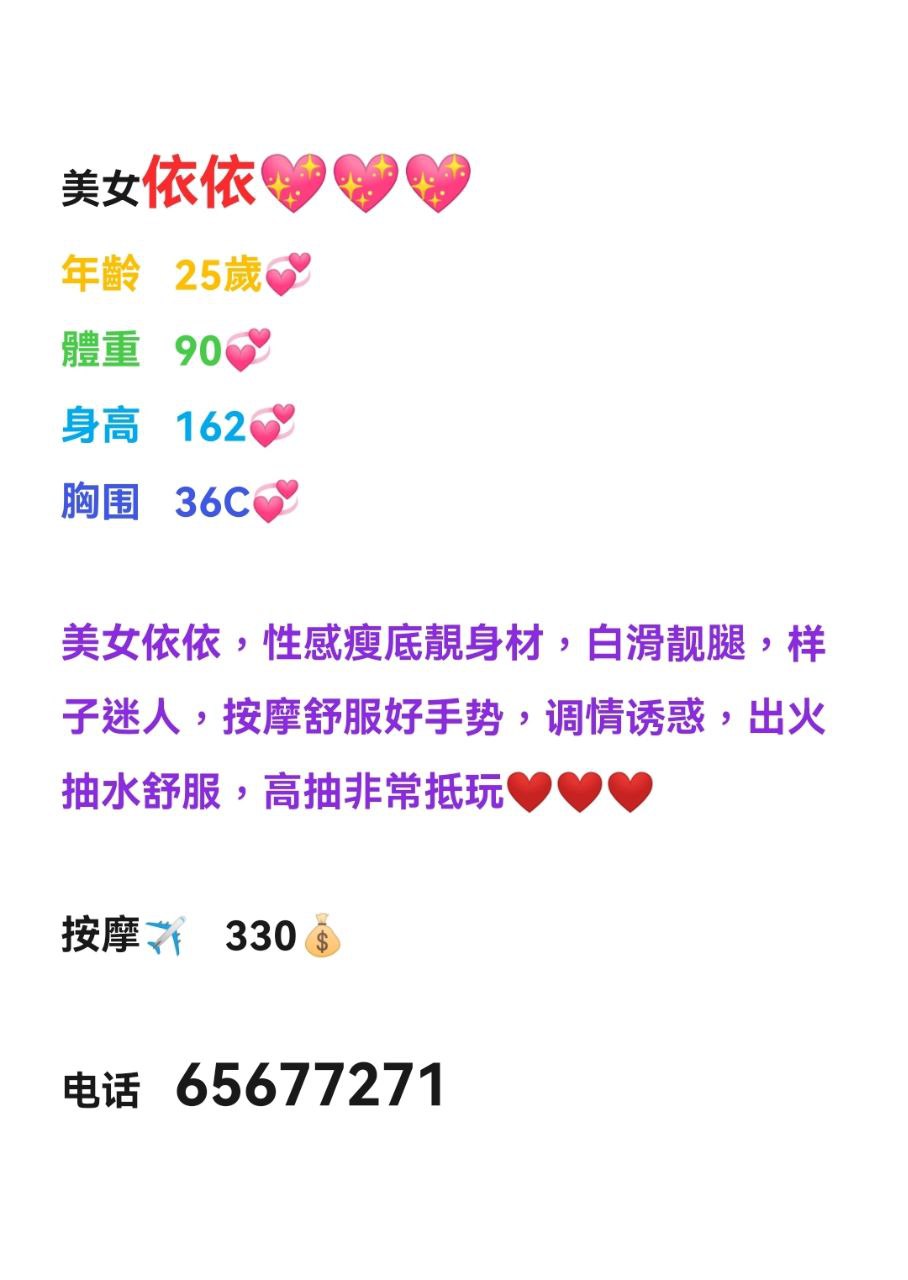 美女依依💖💖💖
年齡 25歲💞
體重 90💞
身高 162💞
胸围 36C💞
美女依依，性感瘦底靚身材，白滑靓腿，样
子迷人，按摩舒服好手势，调情诱惑，出火
抽水舒服，高抽非常抵玩❤️❤️❤️
按摩✈️ 330💰
电话 65677271